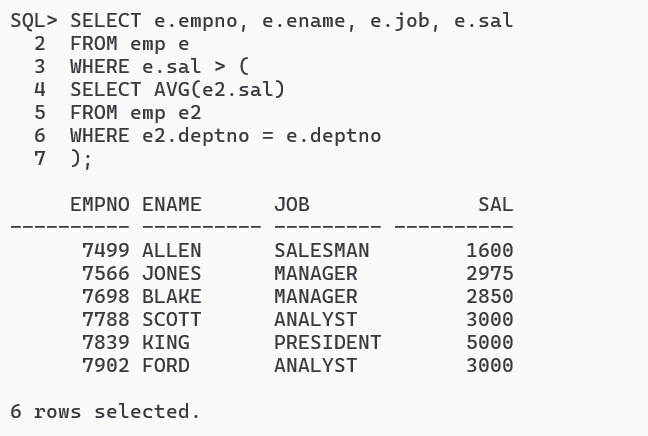 SQL> SELECT e.empno, e.ename, e.job, e.sal
  2  FROM emp e
  3  WHERE e.sal > (
  4  SELECT AVG(e2.sal)
  5  FROM emp e2
  6  WHERE e2.deptno = e.deptno
  7  );

     EMPNO ENAME      JOB              SAL
---------- ---------- --------- ----------
      7499 ALLEN      SALESMAN        1600
      7566 JONES      MANAGER         2975
      7698 BLAKE      MANAGER         2850
      7788 SCOTT      ANALYST         3000
      7839 KING       PRESIDENT       5000
      7902 FORD       ANALYST         3000

6 rows selected.